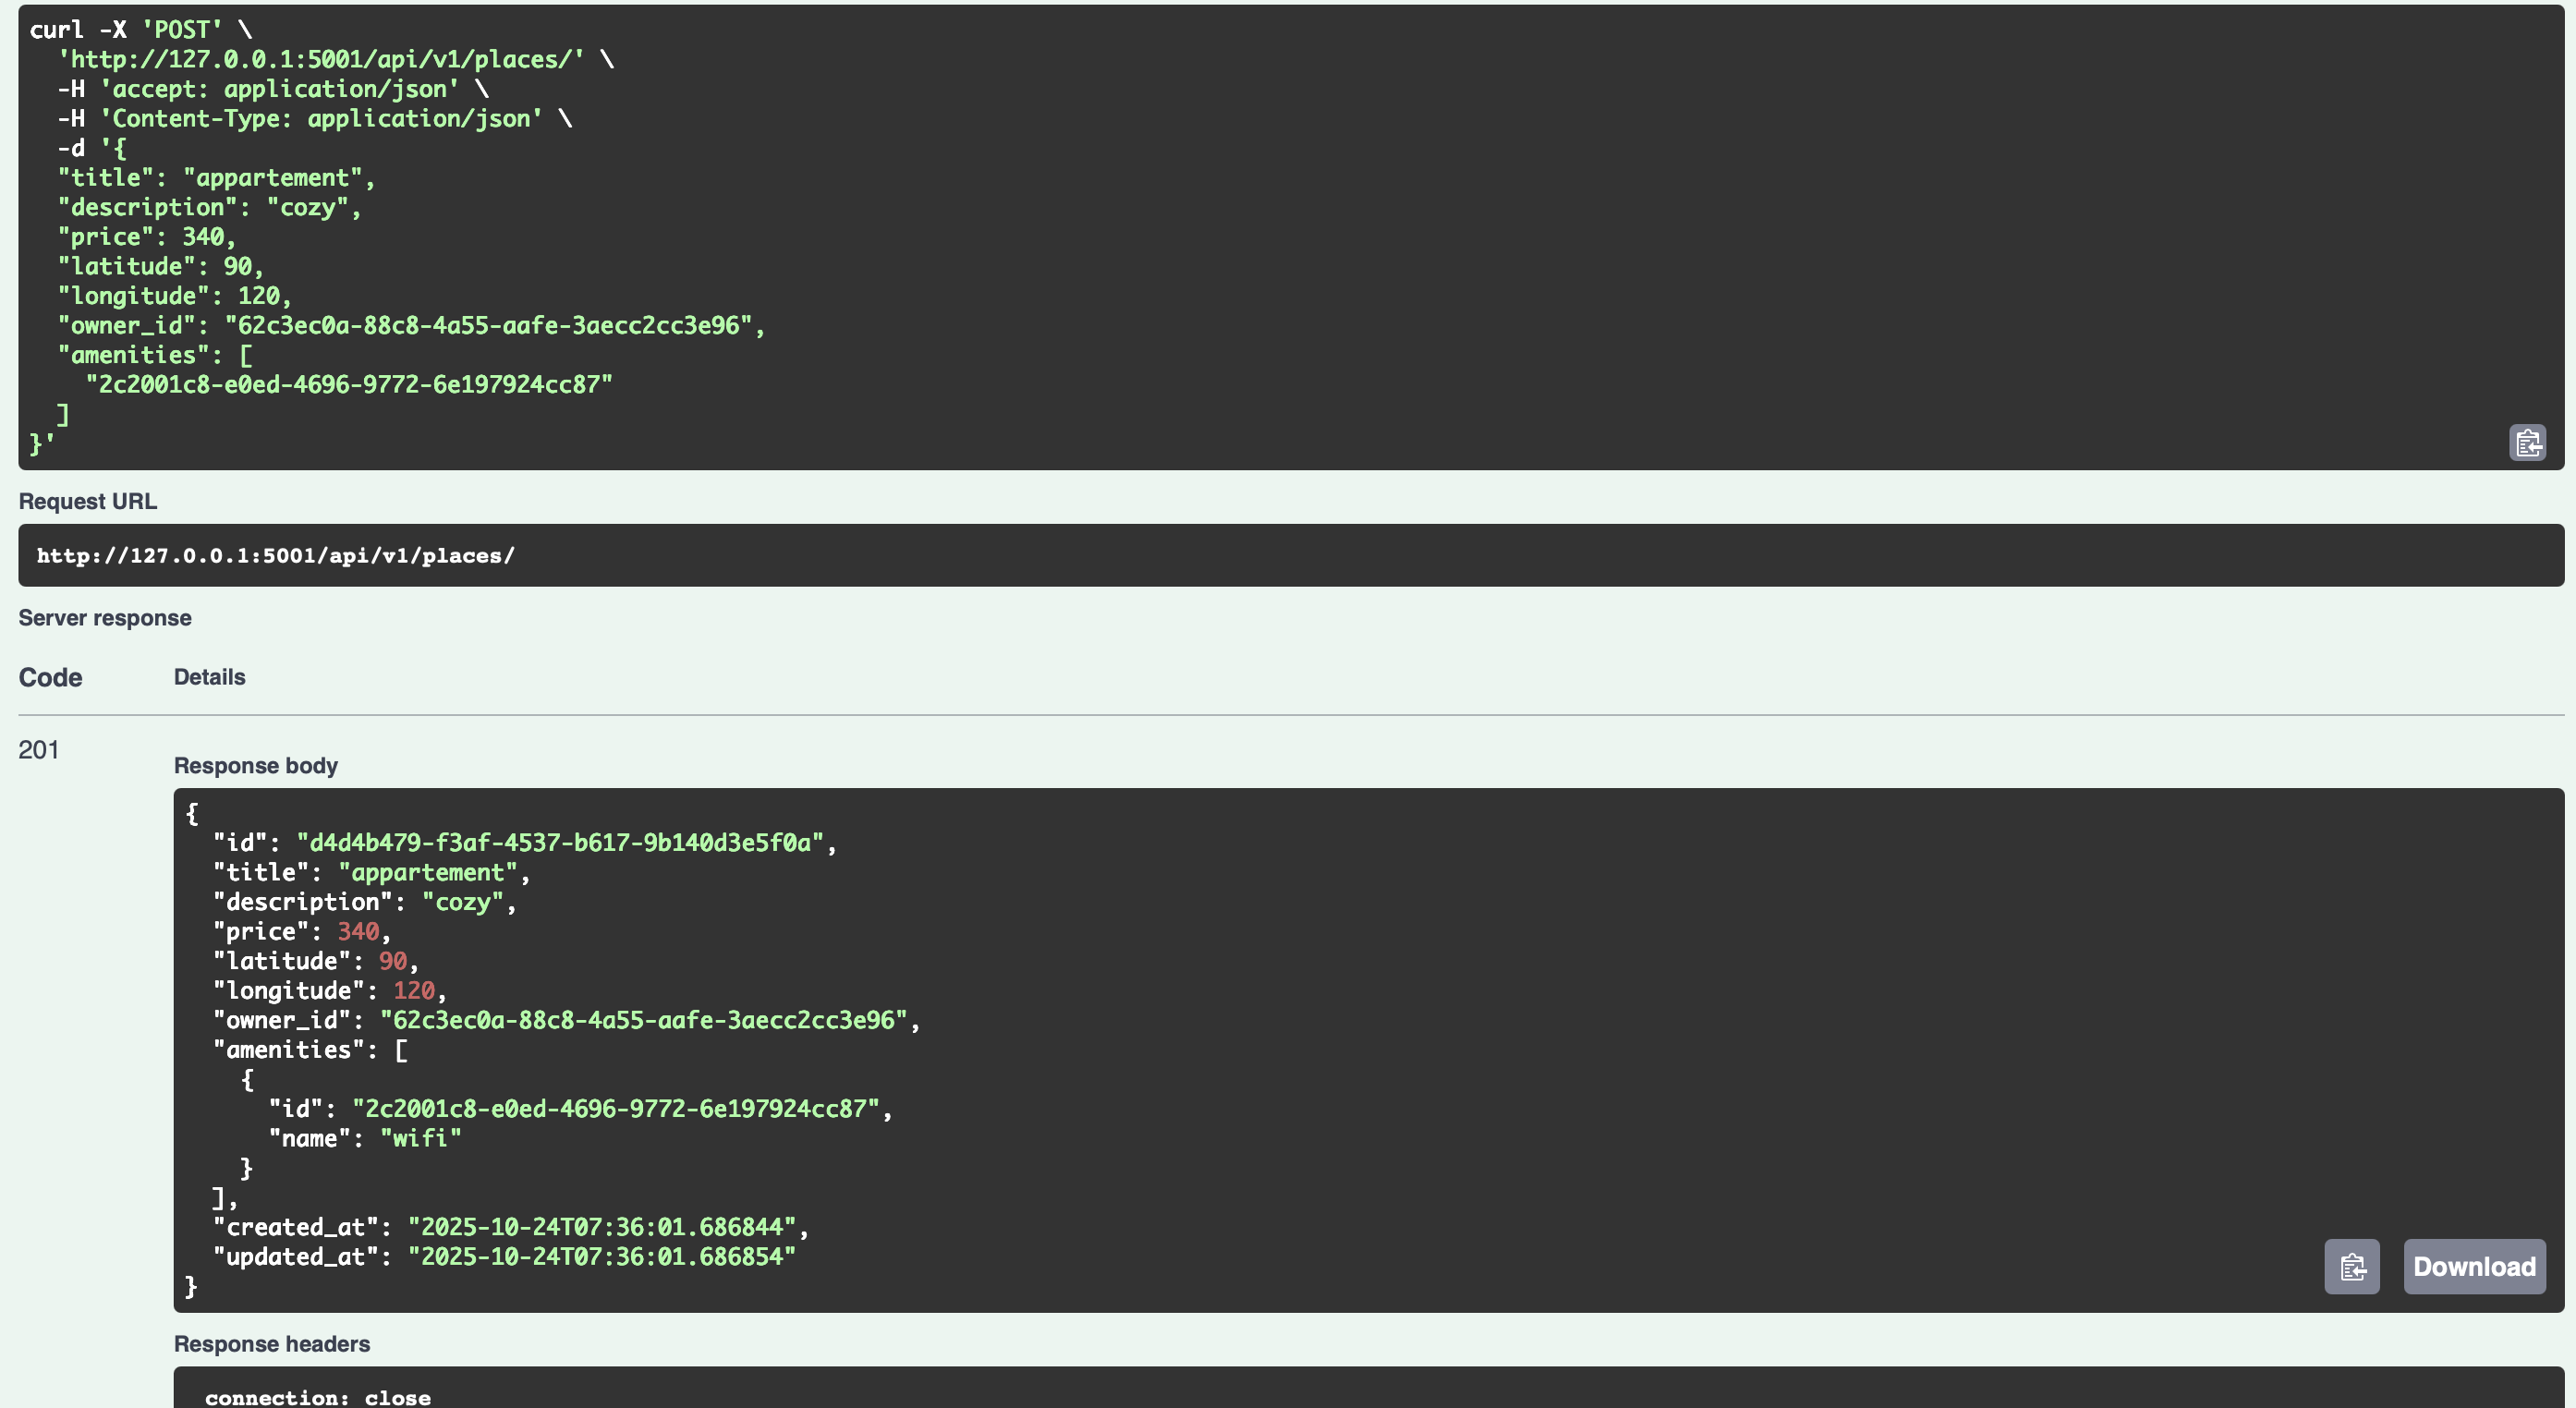 curl -X 'POST' \
  'http://127.0.0.1:5001/api/v1/places/' \
  -H 'accept: application/json' \
  -H 'Content-Type: application/json' \
  -d '{
  "title": "appartement",
  "description": "cozy",
  "price": 340,
  "latitude": 90,
  "longitude": 120,
  "owner_id": "62c3ec0a-88c8-4a55-aafe-3aecc2cc3e96",
  "amenities": [
    "2c2001c8-e0ed-4696-9772-6e197924cc87"
  ]
}'
Request URL
http://127.0.0.1:5001/api/v1/places/
Server response
Code Details
201
Response body
{
  "id": "d4d4b479-f3af-4537-b617-9b140d3e5f0a",
  "title": "appartement",
  "description": "cozy",
  "price": 340,
  "latitude": 90,
  "longitude": 120,
  "owner_id": "62c3ec0a-88c8-4a55-aafe-3aecc2cc3e96",
  "amenities": [
    {
      "id": "2c2001c8-e0ed-4696-9772-6e197924cc87",
      "name": "wifi"
    }
  ],
  "created_at": "2025-10-24T07:36:01.686844",
  "updated_at": "2025-10-24T07:36:01.686854"
}
Download
Response headers
connection: close